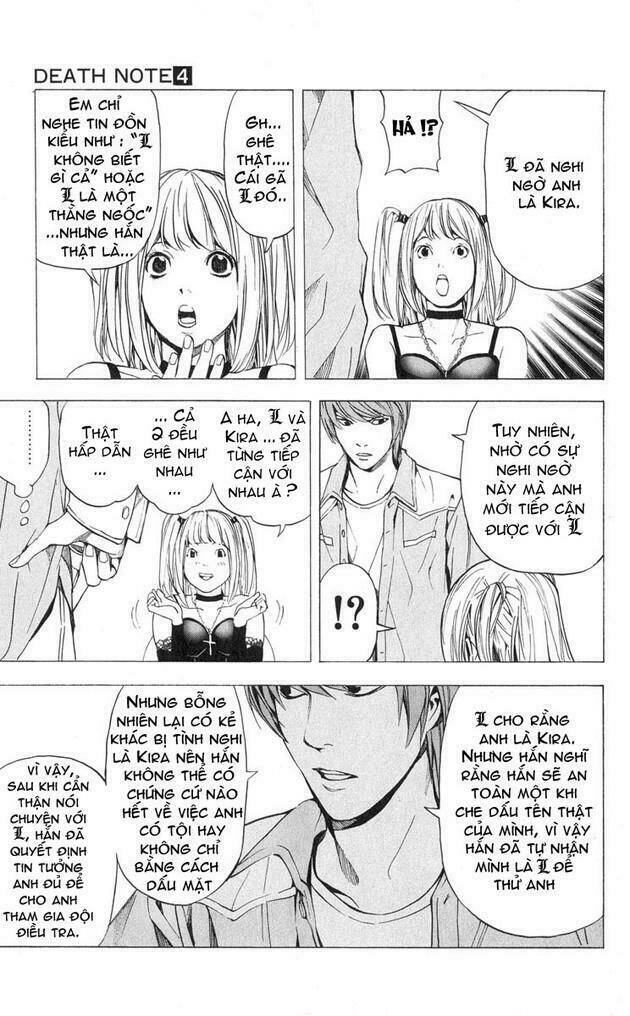 DEATH NOTE 4
L ĐÃ NGHI
NGỜ ANH
LÀ KIRA.
HẢ !?
GH...
GHÊ
THẬT....
CÁI GÃ
L ĐÓ..
EM CHỈ
NGHE TIN ĐỒN
KIỂU NHƯ : "L
KHÔNG BIẾT
GÌ CẢ" HOẶC
L LÀ MỘT
THẰNG NGỐC"
...NHƯNG HẮN
THẬT LÀ...
TUY NHIÊN,
NHỜ CÓ SỰ
NGHI NGỜ
NÀY MÀ ANH
MỚI TIẾP CẬN
ĐƯỢC VỚI L
!?
A HA, L VÀ
KIRA ... ĐÃ
TỪNG TIẾP
CẬN VỚI
NHAU À ?
... CẢ
2 ĐỀU
GHÊ NHƯ
NHAU
...
THẬT
HẤP DẪN
...
........
L CHO RẰNG
ANH LÀ KIRA.
NHƯNG HẮN NGHĨ
RẰNG HẮN SẼ AN
TOÀN MỘT KHI
CHE DẤU TÊN THẬT
CỦA MÌNH, VÌ VẬY
HẮN ĐÃ TỰ NHẬN
MÌNH LÀ L ĐỂ
THỬ ANH
NHƯNG BỖNG
NHIÊN LẠI CÓ KẺ
KHÁC BỊ TÌNH NGHI
LÀ KIRA NÊN HẮN
KHÔNG THỂ CÓ
CHỨNG CỨ NÀO
HẾT VỀ VIỆC ANH
CÓ TỘI HAY
KHÔNG CHỈ
BẰNG CÁCH
DẤU MẶT
VÌ VẬY,
SAU KHI CẨN
THẬN NÓI
CHUYỆN VỚI
L, HẮN ĐÃ
QUYẾT ĐỊNH
TIN TƯỞNG
ANH ĐỦ ĐỂ
CHO ANH
THAM GIA ĐỘI
ĐIỀU TRA.